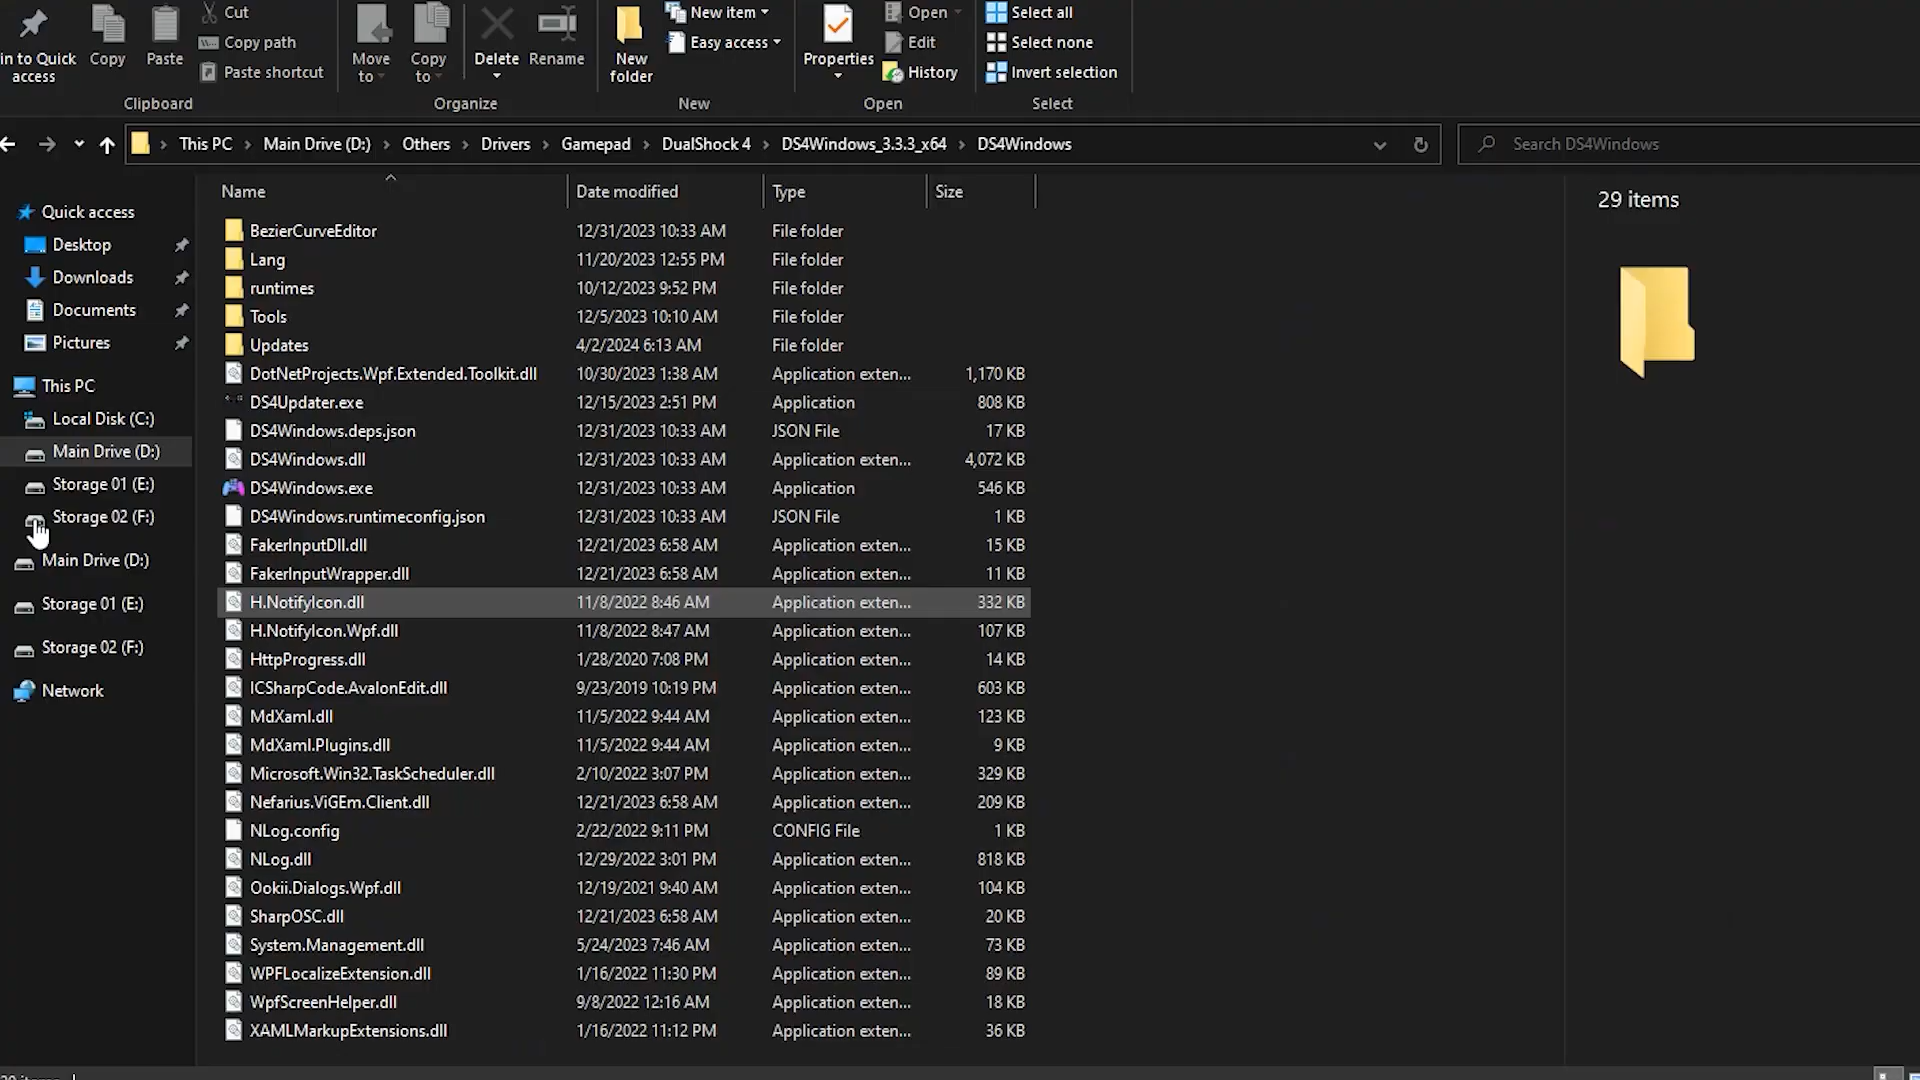 in to Quick access
Copy
Paste
Cut
Copy path
Paste shortcut
Clipboard
Move to
Copy to
Delete
Rename
Organize
New folder
New item
Easy access
New
Properties
Open
Edit
History
Open
Select all
Select none
Invert selection
Select
This PC
Main Drive (D:)
Others
Drivers
Gamepad
DualShock 4
DS4Windows_3.3.3_x64
DS4Windows
Search DS4Windows
Quick access
Desktop
Downloads
Documents
Pictures
This PC
Local Disk (C:)
Main Drive (D:)
Storage 01 (E:)
Storage 02 (F:)
Main Drive (D:)
Storage 01 (E:)
Storage 02 (F:)
Network
Name Date modified Type Size
BezierCurveEditor 12/31/2023 10:33 AM File folder
Lang 11/20/2023 12:55 PM File folder
runtimes 10/12/2023 9:52 PM File folder
Tools 12/5/2023 10:10 AM File folder
Updates 4/2/2024 6:13 AM File folder
DotNetProjects.Wpf.Extended.Toolkit.dll 10/30/2023 1:38 AM Application exten... 1,170 KB
DS4Updater.exe 12/15/2023 2:51 PM Application 808 KB
DS4Windows.deps.json 12/31/2023 10:33 AM JSON File 17 KB
DS4Windows.dll 12/31/2023 10:33 AM Application exten... 4,072 KB
DS4Windows.exe 12/31/2023 10:33 AM Application 546 KB
DS4Windows.runtimeconfig.json 12/31/2023 10:33 AM JSON File 1 KB
FakerInputDll.dll 12/21/2023 6:58 AM Application exten... 15 KB
FakerInputWrapper.dll 12/21/2023 6:58 AM Application exten... 11 KB
H.NotifyIcon.dll 11/8/2022 8:46 AM Application exten... 332 KB
H.NotifyIcon.Wpf.dll 11/8/2022 8:47 AM Application exten... 107 KB
HttpProgress.dll 1/28/2020 7:08 PM Application exten... 14 KB
ICSharpCode.AvalonEdit.dll 9/23/2019 10:19 PM Application exten... 603 KB
MdXaml.dll 11/5/2022 9:44 AM Application exten... 123 KB
MdXaml.Plugins.dll 11/5/2022 9:44 AM Application exten... 9 KB
Microsoft.Win32.TaskScheduler.dll 2/10/2022 3:07 PM Application exten... 329 KB
Nefarius.ViGEm.Client.dll 12/21/2023 6:58 AM Application exten... 209 KB
NLog.config 2/22/2022 9:11 PM CONFIG File 1 KB
NLog.dll 12/29/2022 3:01 PM Application exten... 818 KB
Ookii.Dialogs.Wpf.dll 12/19/2021 9:40 AM Application exten... 104 KB
SharpOSC.dll 12/21/2023 6:58 AM Application exten... 20 KB
System.Management.dll 5/24/2023 7:46 AM Application exten... 73 KB
WPFLocalizeExtension.dll 1/16/2022 11:30 PM Application exten... 89 KB
WpfScreenHelper.dll 9/8/2022 12:16 AM Application exten... 18 KB
XAMLMarkupExtensions.dll 1/16/2022 11:12 PM Application exten... 36 KB
29 items